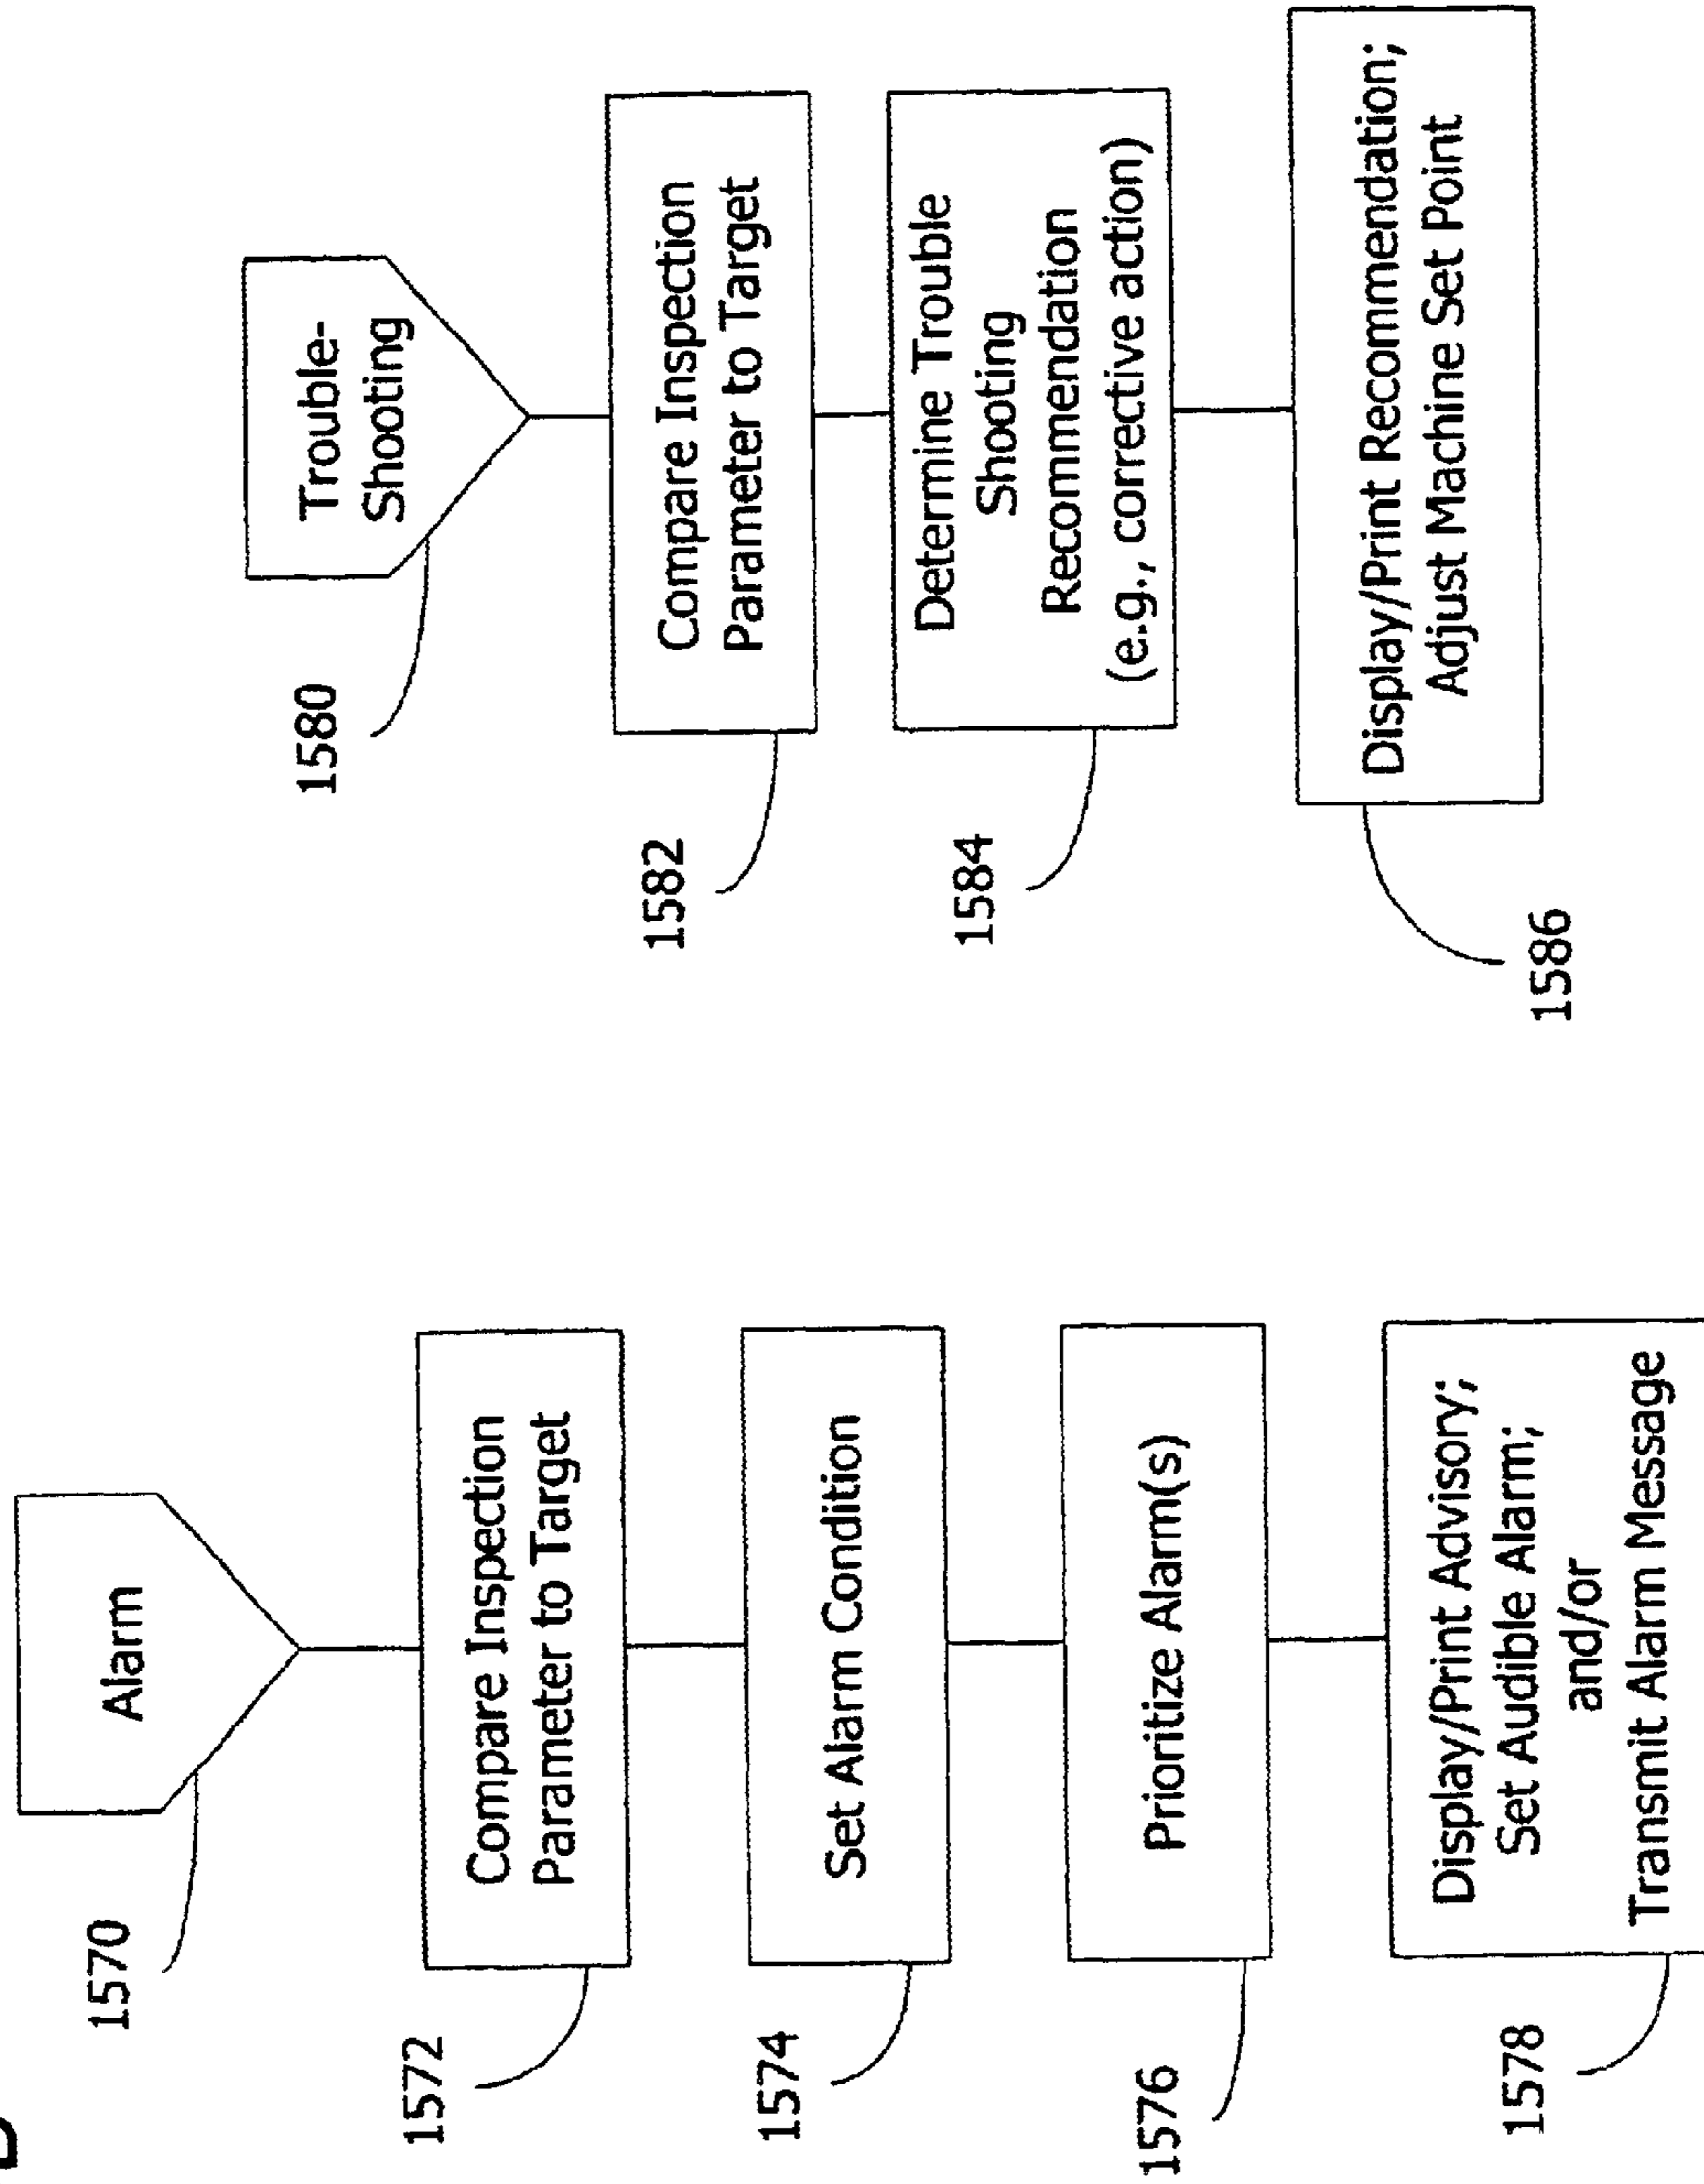 1570
Alarm
1572
Compare Inspection
Parameter to Target
1574
Set Alarm Condition
1576
Prioritize Alarm(s)
1578
Display/Print Advisory;
Set Audible Alarm;
and/or
Transmit Alarm Message
1580
Trouble-
Shooting
1582
Compare Inspection
Parameter to Target
1584
Determine Trouble
Shooting
Recommendation
(e.g., corrective action)
1586
Display/Print Recommendation;
Adjust Machine Set Point